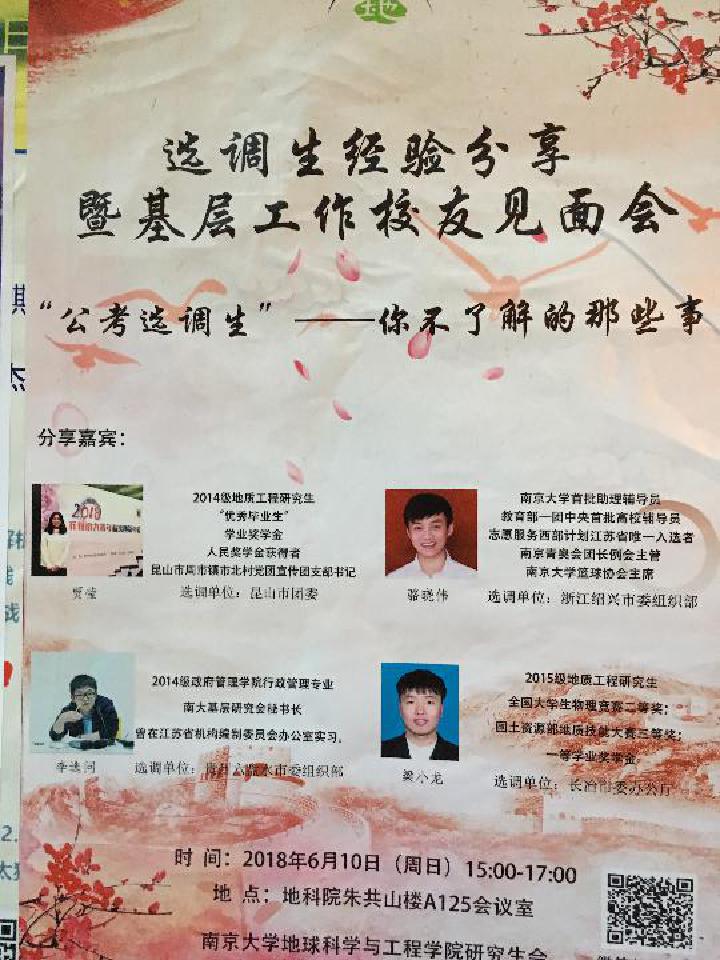 地
选调生经验分享
暨基层工作校友见面会
“公考选调生”——你不了解的那些事
分享嘉宾：
2014级地质工程研究生
“优秀毕业生”
学业奖学金
人民奖学金获得者
昆山市周市镇市北村党团宣传团支部书记
贾莹
选调单位：昆山市团委
南京大学首批助理辅导员
教育部—团中央首批高校辅导员
志愿服务西部计划江苏省唯一入选者
南京青奥会团长例会主管
南京大学篮球协会主席
骆晓伟
选调单位：浙江绍兴市委组织部
2014级政府管理学院行政管理专业
南大基层研究会秘书长
曾在江苏省机构编制委员会办公室实习。
选调单位：贵州六盘水市委组织部
2015级地质工程研究生
全国大学生物理竞赛二等奖；
国土资源部地质技能大赛三等奖；
一等学业奖学金。
梁小龙
选调单位：长治市委办公厅
时 间：2018年6月10日（周日）15:00-17:00
地 点：地科院朱共山楼A125会议室
南京大学地球科学与工程学院研究生会